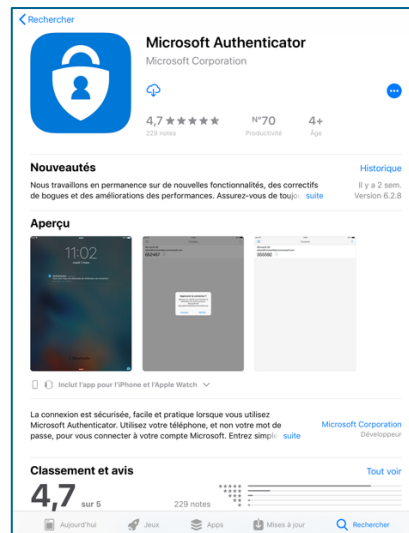 Rechercher
Microsoft Authenticator
Microsoft Corporation
4,7 ★★★★★ N°70 4+
229 notes Productivité Âge
Nouveautés Historique
Nous travaillons en permanence sur de nouvelles fonctionnalités, des correctifs Il y a 2 sem.
de bogues et des améliorations des performances. Assurez-vous de toujo suite Version 6.2.8
Aperçu
11:02
Inclut l'app pour l'iPhone et l'Apple Watch
La connexion est sécurisée, facile et pratique lorsque vous utilisez
Microsoft Authenticator. Utilisez votre téléphone, et non votre mot de Microsoft Corporation
passe, pour vous connecter à votre compte Microsoft. Entrez simple suite Développeur
Classement et avis Tout voir
4,7 sur 5 229 notes
Aujourd'hui Jeux Apps Mises à jour Rechercher